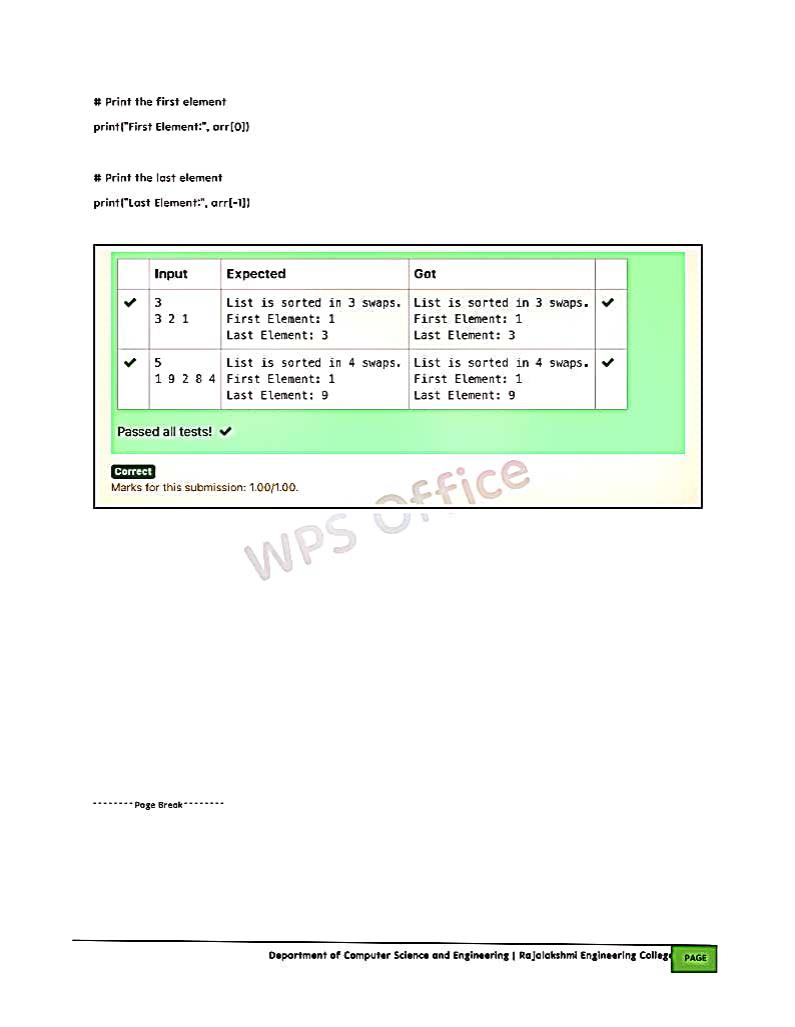 # Print the first element
print("First Element:", arr[0])
# Print the last element
print("Last Element:", arr[-1])
Input Expected Got
3 List is sorted in 3 swaps. List is sorted in 3 swaps.
3 2 1 First Element: 1 First Element: 1
Last Element: 3 Last Element: 3
5 List is sorted in 4 swaps. List is sorted in 4 swaps.
1 9 2 8 4 First Element: 1 First Element: 1
Last Element: 9 Last Element: 9
Passed all tests!
Correct
Marks for this submission: 1.00/1.00.
WPS Office
--------Page Break--------
Department of Computer Science and Engineering | Rajalakshmi Engineering College PAGE